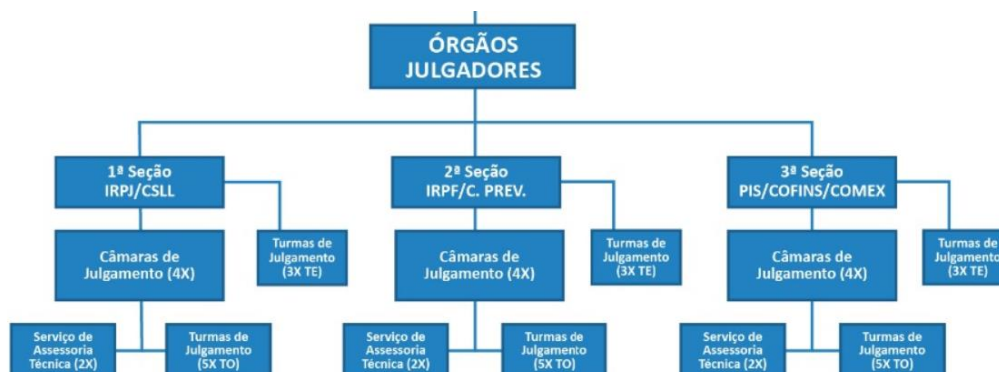 ÓRGÃOS
JULGADORES
1ª Seção
IRPJ/CSLL
2ª Seção
IRPF/C. PREV.
3ª Seção
PIS/COFINS/COMEX
Câmaras de
Julgamento (4X)
Turmas de
Julgamento
(3X TE)
Câmaras de
Julgamento (4X)
Turmas de
Julgamento
(3X TE)
Câmaras de
Julgamento (4X)
Turmas de
Julgamento
(3X TE)
Serviço de
Assessoria
Técnica (2X)
Turmas de
Julgamento
(5X TO)
Serviço de
Assessoria
Técnica (2X)
Turmas de
Julgamento
(5X TO)
Serviço de
Assessoria
Técnica (2X)
Turmas de
Julgamento
(5X TO)